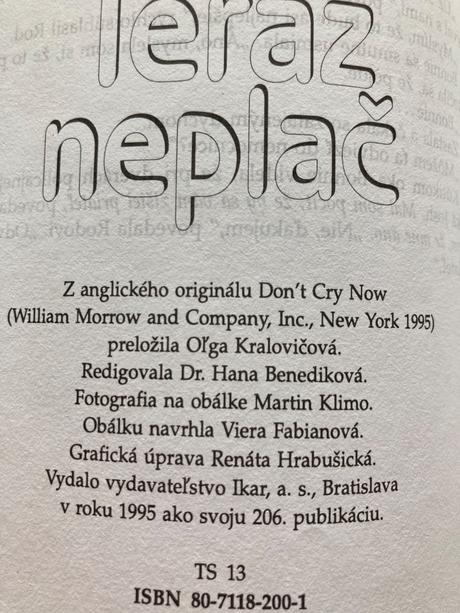 Teraz
neplač
Z anglického originálu Don't Cry Now
(William Morrow and Company, Inc., New York 1995)
preložila Oľga Kralovičová.
Redigovala Dr. Hana Benediková.
Fotografia na obálke Martin Klimo.
Obálku navrhla Viera Fabianová.
Grafická úprava Renáta Hrabušická.
Vydalo vydavateľstvo Ikar, a. s., Bratislava
v roku 1995 ako svoju 206. publikáciu.
TS 13
ISBN 80-7118-200-1